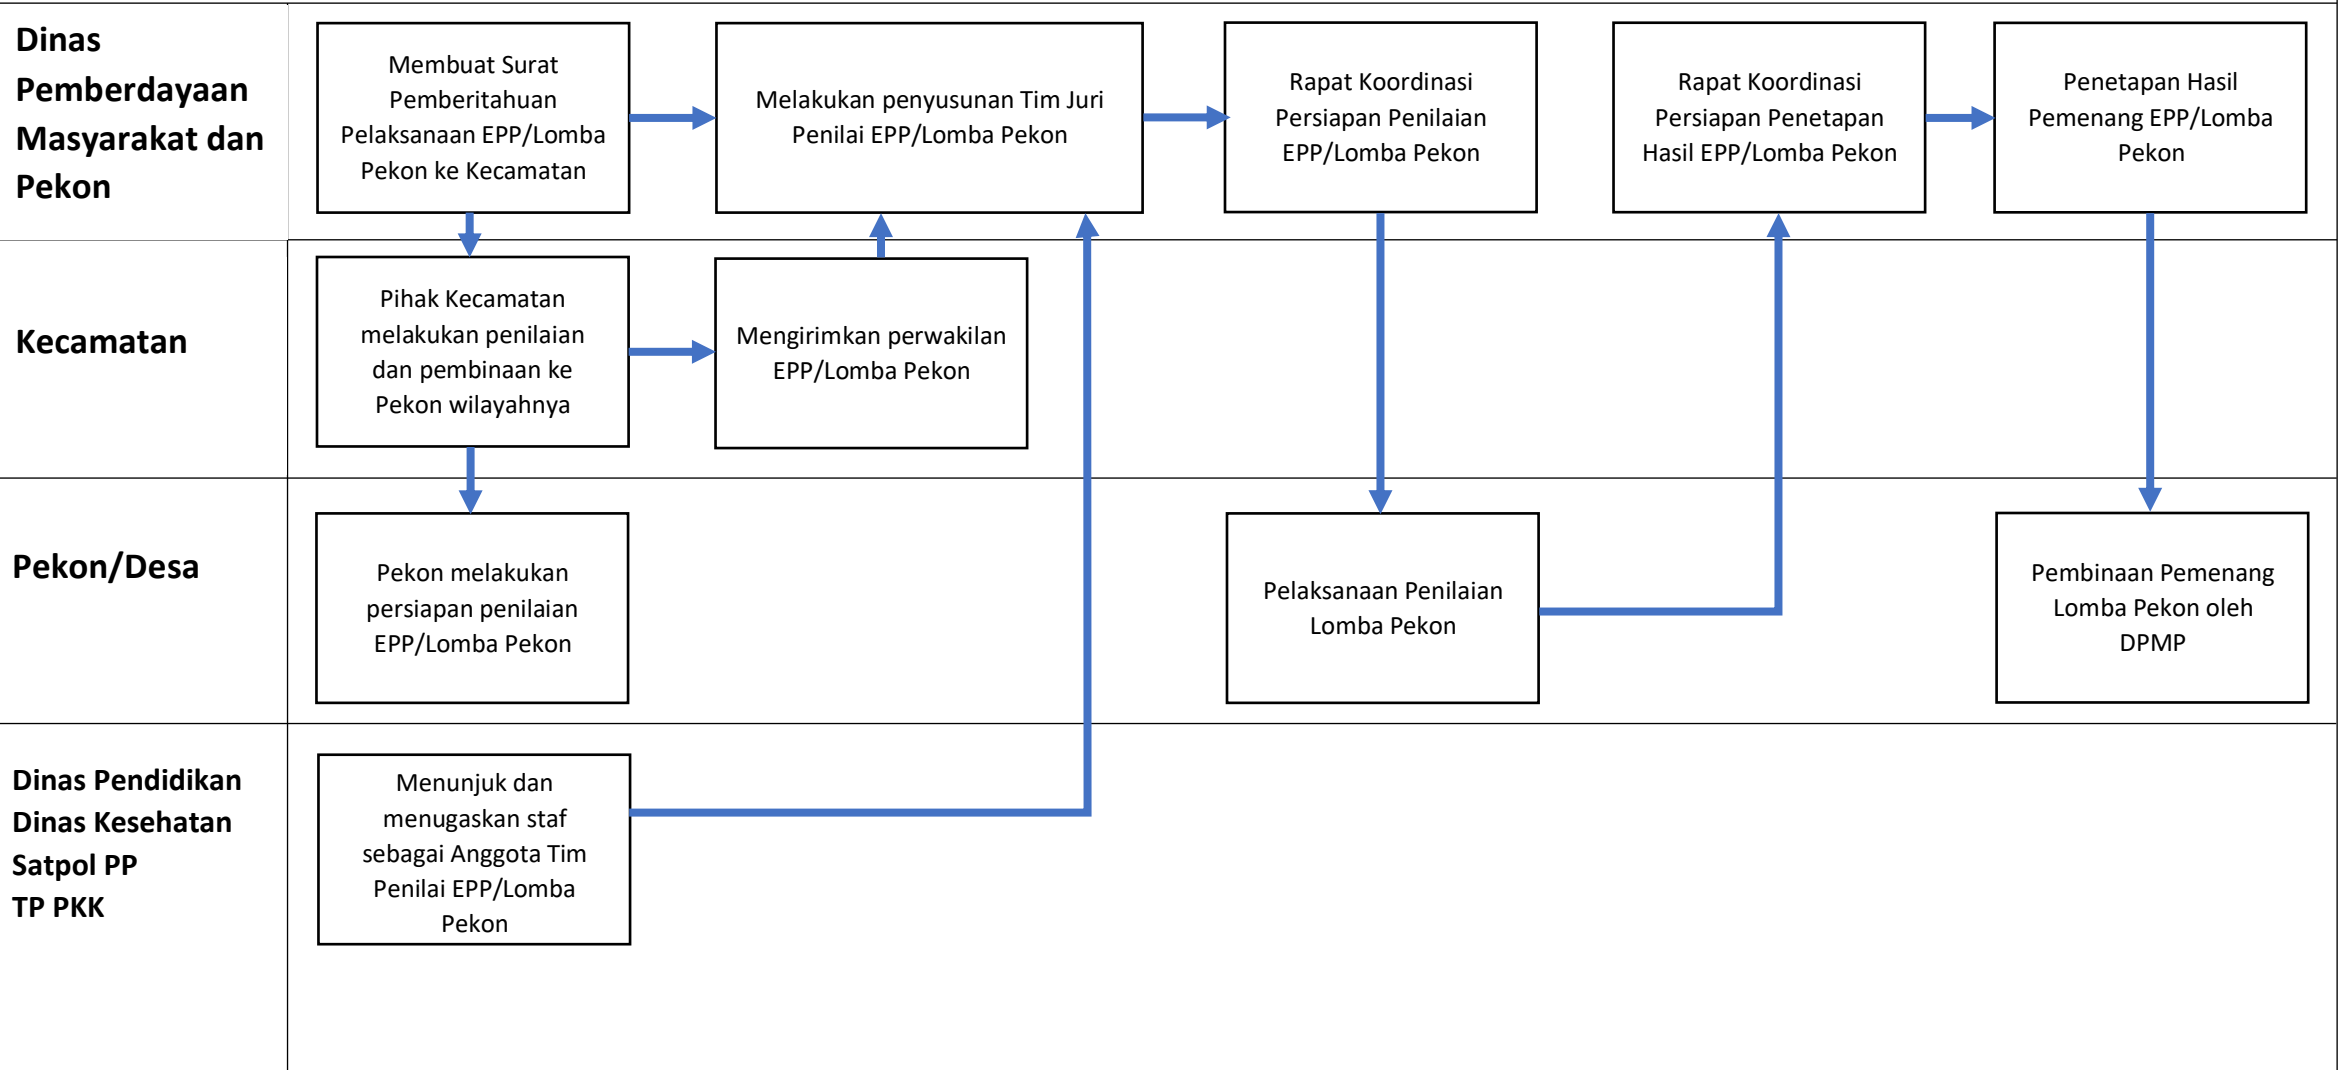 Dinas
Pemberdayaan
Masyarakat dan
Pekon
Membuat Surat
Pemberitahuan
Pelaksanaan EPP/Lomba
Pekon ke Kecamatan
Melakukan penyusunan Tim Juri
Penilai EPP/Lomba Pekon
Rapat Koordinasi
Persiapan Penilaian
EPP/Lomba Pekon
Rapat Koordinasi
Persiapan Penetapan
Hasil EPP/Lomba Pekon
Penetapan Hasil
Pemenang EPP/Lomba
Pekon
Kecamatan
Pihak Kecamatan
melakukan penilaian
dan pembinaan ke
Pekon wilayahnya
Mengirimkan perwakilan
EPP/Lomba Pekon
Pekon/Desa
Pekon melakukan
persiapan penilaian
EPP/Lomba Pekon
Pelaksanaan Penilaian
Lomba Pekon
Pembinaan Pemenang
Lomba Pekon oleh
DPMP
Dinas Pendidikan
Dinas Kesehatan
Satpol PP
TP PKK
Menunjuk dan
menugaskan staf
sebagai Anggota Tim
Penilai EPP/Lomba
Pekon